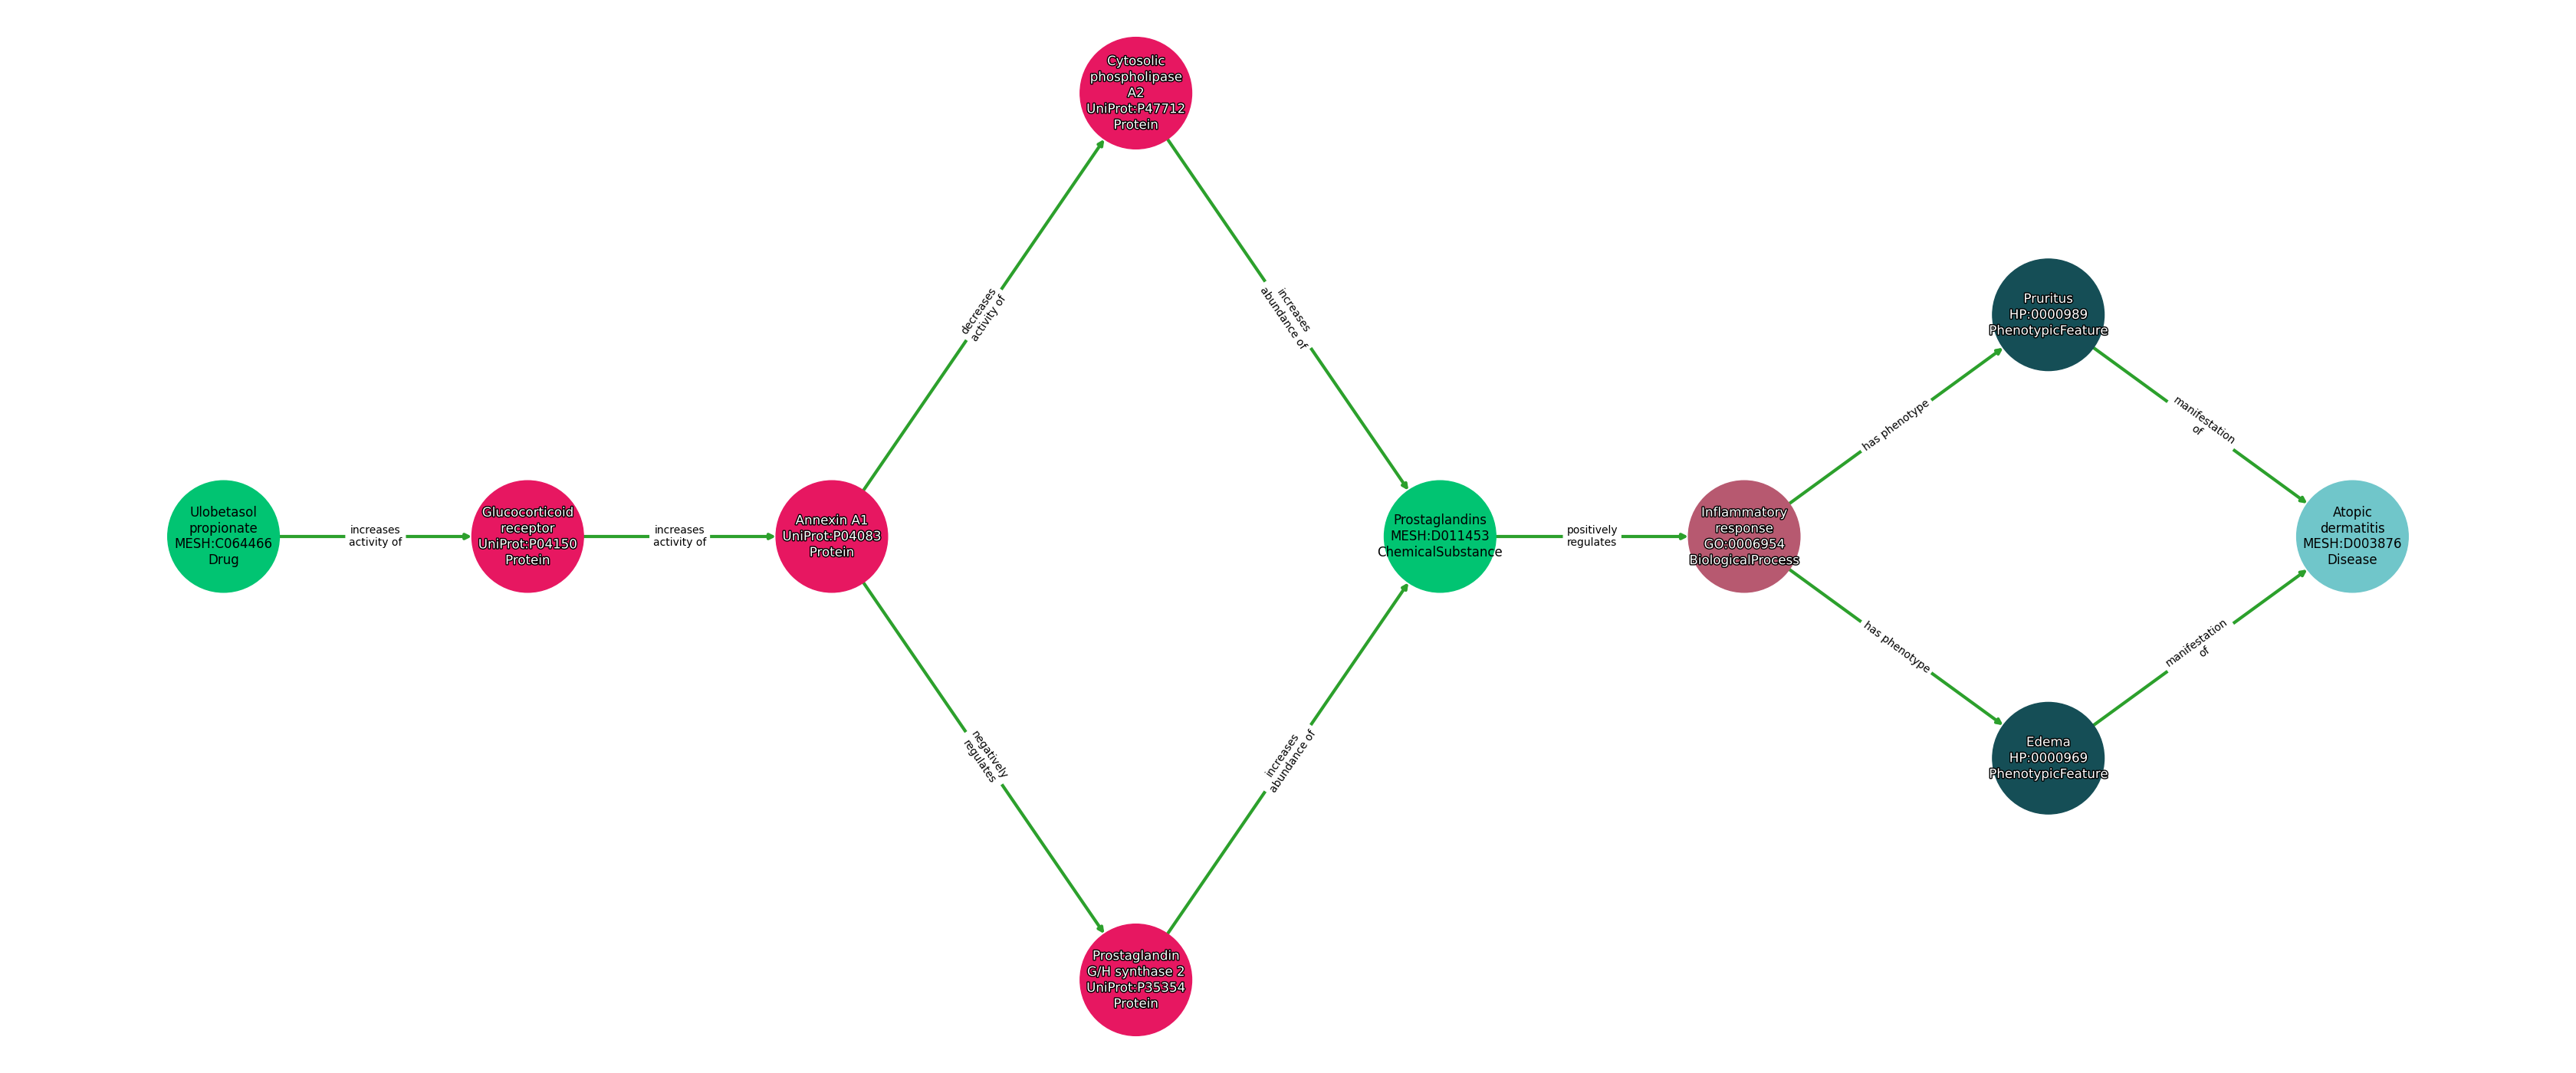 Ulobetasol
propionate
MESH:C064466
Drug
increases
activity of
Glucocorticoid
receptor
UniProt:P04150
Protein
increases
activity of
Annexin A1
UniProt:P04083
Protein
decreases
activity of
Cytosolic
phospholipase
A2
UniProt:P47712
Protein
increases
abundance of
negatively
regulates
Prostaglandin
G/H synthase 2
UniProt:P35354
Protein
increases
abundance of
Prostaglandins
MESH:D011453
ChemicalSubstance
positively
regulates
Inflammatory
response
GO:0006954
BiologicalProcess
has phenotype
Pruritus
HP:0000989
PhenotypicFeature
manifestation
of
has phenotype
Edema
HP:0000969
PhenotypicFeature
manifestation
of
Atopic
dermatitis
MESH:D003876
Disease